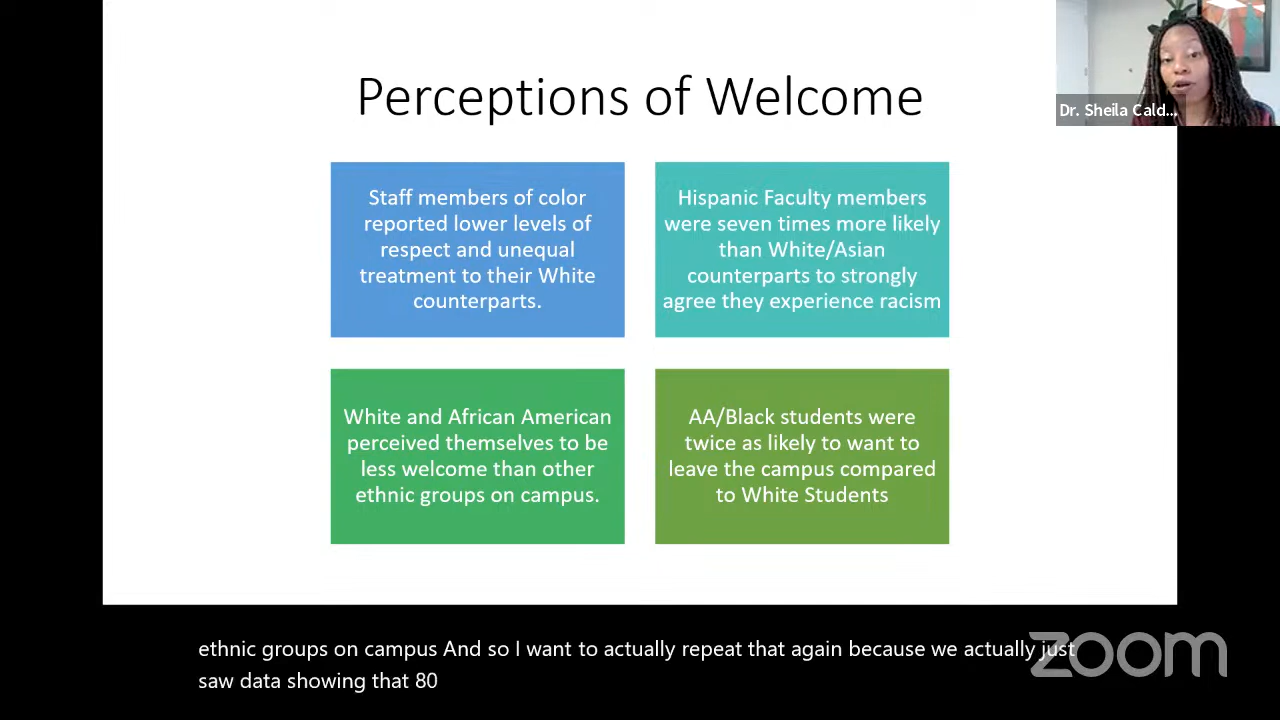 Perceptions of Welcome
Dr. Sheila Cald...
Staff members of color
reported lower levels of
respect and unequal
treatment to their White
counterparts.
Hispanic Faculty members
were seven times more likely
than White/Asian
counterparts to strongly
agree they experience racism
White and African American
perceived themselves to be
less welcome than other
ethnic groups on campus.
AA/Black students were
twice as likely to want to
leave the campus compared
to White Students
ethnic groups on campus And so I want to actually repeat that again because we actually just
saw data showing that 80
zoom